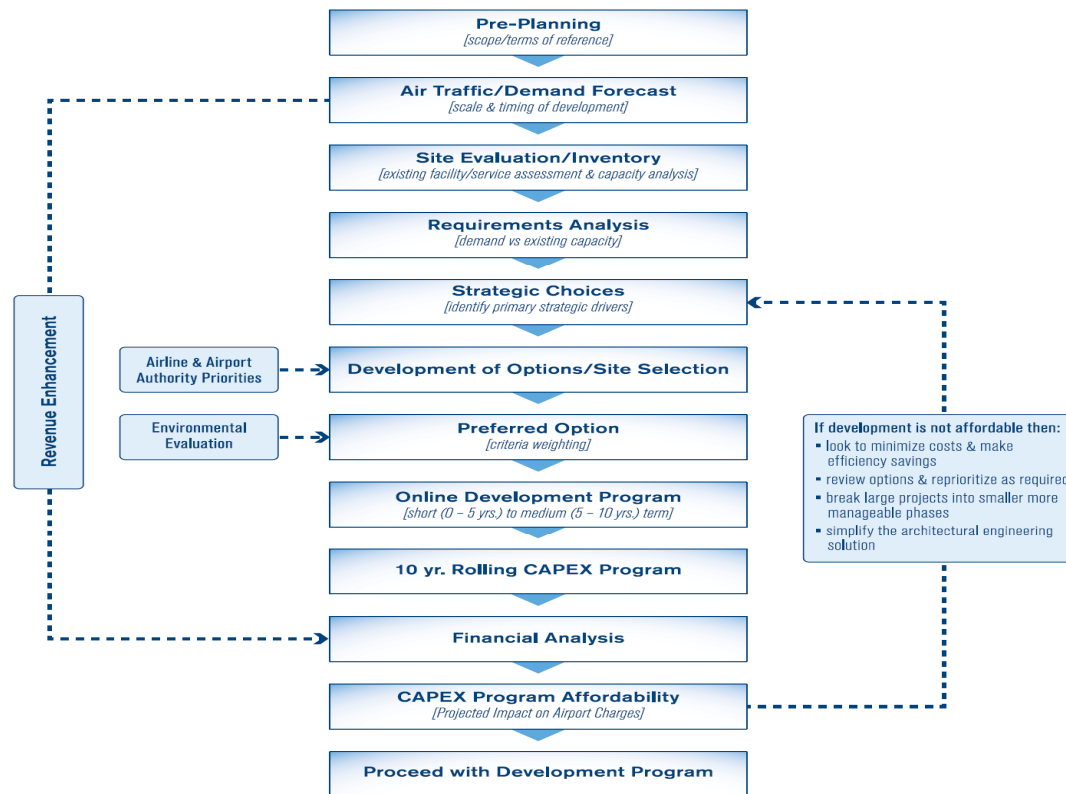 Pre-Planning
[scope/terms of reference]
Air Traffic/Demand Forecast
[scale & timing of development]
Site Evaluation/Inventory
[existing facility/service assessment & capacity analysis]
Requirements Analysis
[demand vs existing capacity]
Strategic Choices
[identify primary strategic drivers]
Revenue Enhancement
Airline & Airport
Authority Priorities
Development of Options/Site Selection
Environmental
Evaluation
Preferred Option
[criteria weighting]
If development is not affordable then:
▪ look to minimize costs & make
efficiency savings
▪ review options & reprioritize as required
▪ break large projects into smaller more
manageable phases
▪ simplify the architectural engineering
solution
Online Development Program
[short (0 – 5 yrs.) to medium (5 – 10 yrs.) term]
10 yr. Rolling CAPEX Program
Financial Analysis
CAPEX Program Affordability
[Projected Impact on Airport Charges]
Proceed with Development Program